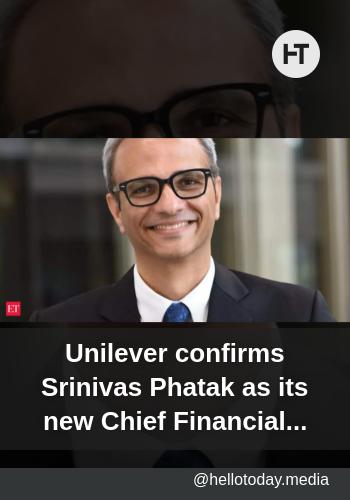 HT
ET
Unilever confirms
Srinivas Phatak as its
new Chief Financial...
@hellotoday.media